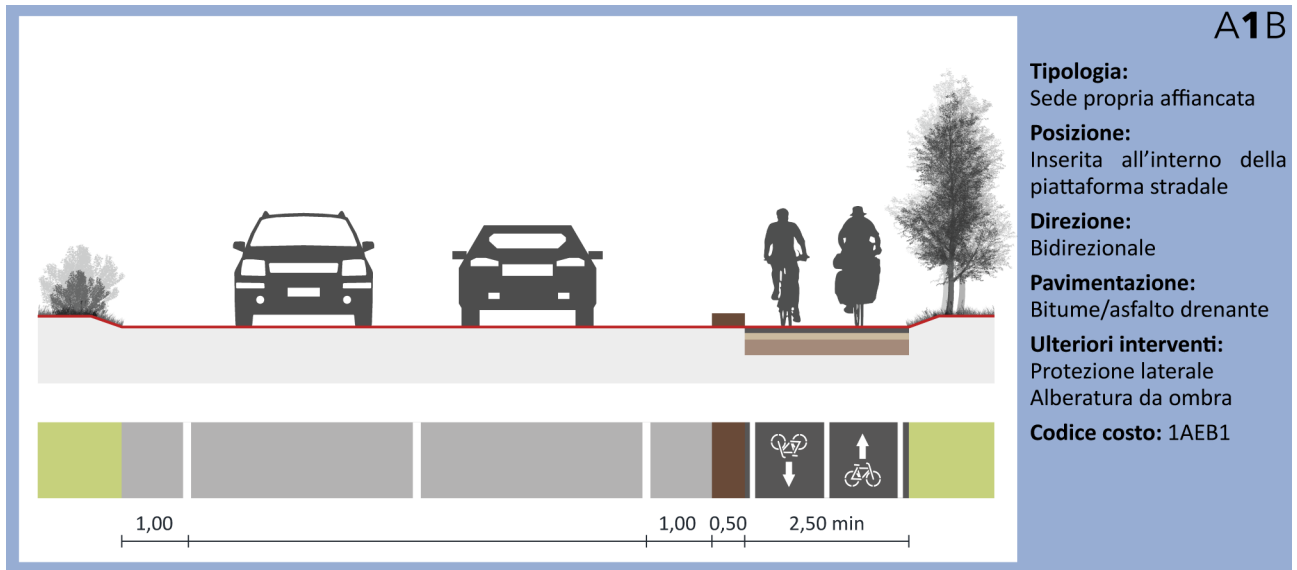 A1B
Tipologia:
Sede propria affiancata
Posizione:
Inserita all'interno della
piattaforma stradale
Direzione:
Bidirezionale
Pavimentazione:
Bitume/asfalto drenante
Ulteriori interventi:
Protezione laterale
Alberatura da ombra
Codice costo: 1AEB1
1,00 1,00 0,50 2,50 min